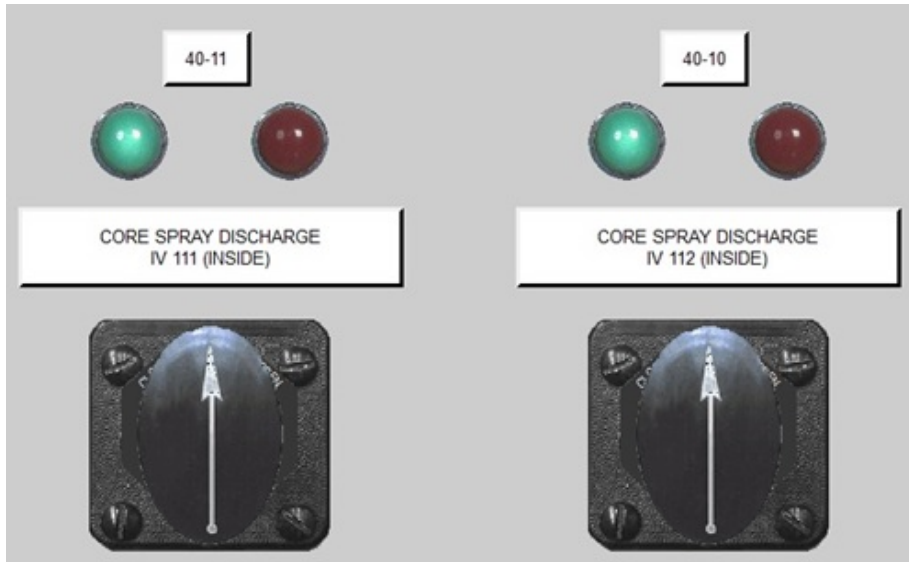 40-11
40-10
CORE SPRAY DISCHARGE
IV 111 (INSIDE)
CORE SPRAY DISCHARGE
IV 112 (INSIDE)